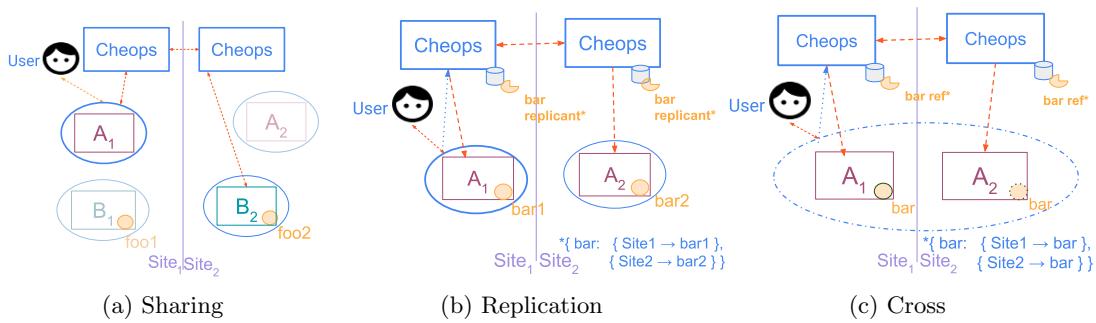 Cheops
Cheops
User
A1
A2
B1
foo1
B2
foo2
Site1
Site2
(a) Sharing
Cheops
Cheops
bar
replicant*
bar
replicant*
User
A1
bar1
A2
bar2
*{ bar: { Site1 → bar1 },
{ Site2 → bar2 } }
Site1
Site2
(b) Replication
Cheops
Cheops
bar ref*
bar ref*
User
A1
bar
A2
bar
*{ bar: { Site1 → bar },
{ Site2 → bar } }
Site1
Site2
(c) Cross